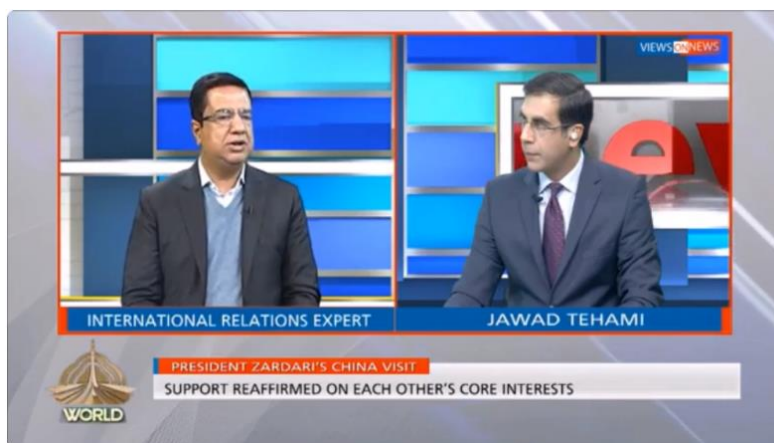 VIEWS ON NEWS
INTERNATIONAL RELATIONS EXPERT
JAWAD TEHAMI
PRESIDENT ZARDARI'S CHINA VISIT
SUPPORT REAFFIRMED ON EACH OTHER'S CORE INTERESTS
WORLD